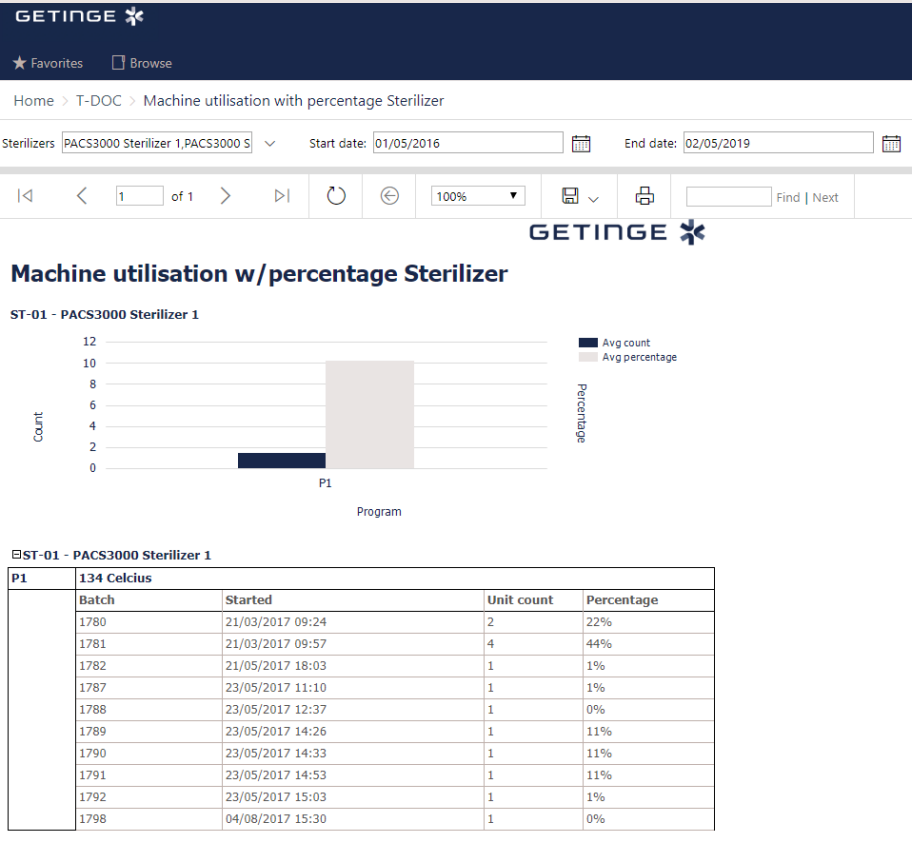 GETINGE
Favorites Browse
Home > T-DOC > Machine utilisation with percentage Sterilizer
Sterilizers PACS3000 Sterilizer 1,PACS3000 S Start date: 01/05/2016 End date: 02/05/2019
1 of 1 100% Find | Next
GETINGE
Machine utilisation w/percentage Sterilizer
ST-01 - PACS3000 Sterilizer 1
12
10
8
6
4
2
0
Count
P1
Program
Avg count
Avg percentage
Percentage
ST-01 - PACS3000 Sterilizer 1
P1 134 Celcius
Batch Started Unit count Percentage
1780 21/03/2017 09:24 2 22%
1781 21/03/2017 09:57 4 44%
1782 21/05/2017 18:03 1 1%
1787 23/05/2017 11:10 1 1%
1788 23/05/2017 12:37 1 0%
1789 23/05/2017 14:26 1 11%
1790 23/05/2017 14:33 1 11%
1791 23/05/2017 14:53 1 11%
1792 23/05/2017 15:03 1 1%
1798 04/08/2017 15:30 1 0%